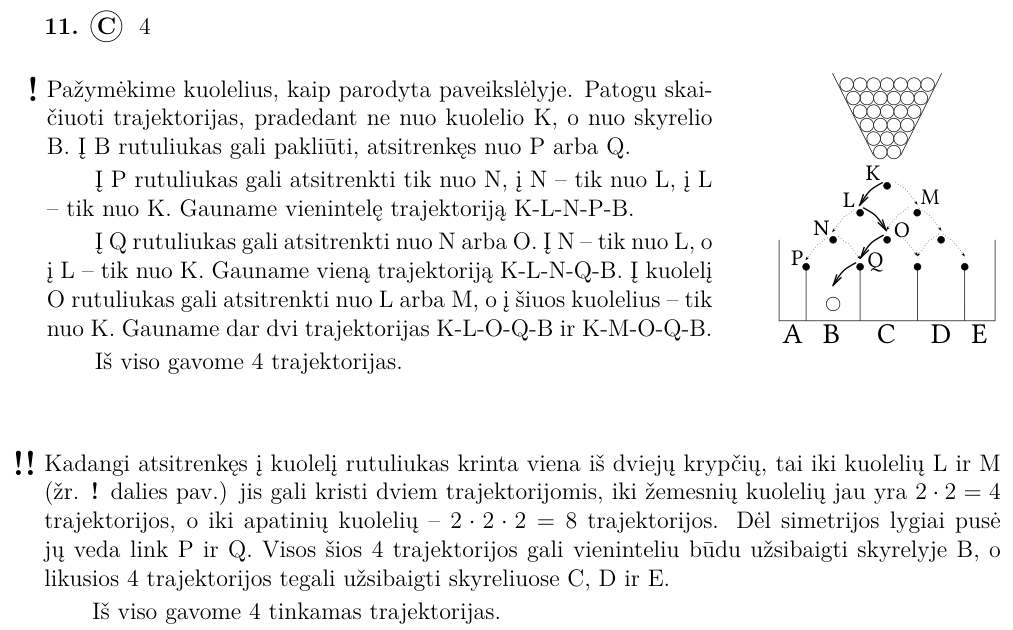 11. C 4
! Pažymėkime kuolelius, kaip parodyta paveikslėlyje. Patogu skai-
čiuoti trajektorijas, pradedant ne nuo kuolelio K, o nuo skyrelio
B. Į B rutuliukas gali pakliūti, atsitrenkęs nuo P arba Q.
Į P rutuliukas gali atsitrenkti tik nuo N, į N – tik nuo L, į L
– tik nuo K. Gauname vienintelę trajektoriją K-L-N-P-B.
Į Q rutuliukas gali atsitrenkti nuo N arba O. Į N – tik nuo L, o
į L – tik nuo K. Gauname vieną trajektoriją K-L-N-Q-B. Į kuolelį
O rutuliukas gali atsitrenkti nuo L arba M, o į šiuos kuolelius – tik
nuo K. Gauname dar dvi trajektorijas K-L-O-Q-B ir K-M-O-Q-B.
Iš viso gavome 4 trajektorijas.
K
L M
N O
P Q
A B C D E
!! Kadangi atsitrenkęs į kuolelį rutuliukas krinta viena iš dviejų krypčių, tai iki kuolelių L ir M
(žr. ! dalies pav.) jis gali kristi dviem trajektorijomis, iki žemesnių kuolelių jau yra 2 · 2 = 4
trajektorijos, o iki apatinių kuolelių – 2 · 2 · 2 = 8 trajektorijos. Dėl simetrijos lygiai pusė
jų veda link P ir Q. Visos šios 4 trajektorijos gali vieninteliu būdu užsibaigti skyrelyje B, o
likusios 4 trajektorijos tegali užsibaigti skyreliuose C, D ir E.
Iš viso gavome 4 tinkamas trajektorijas.